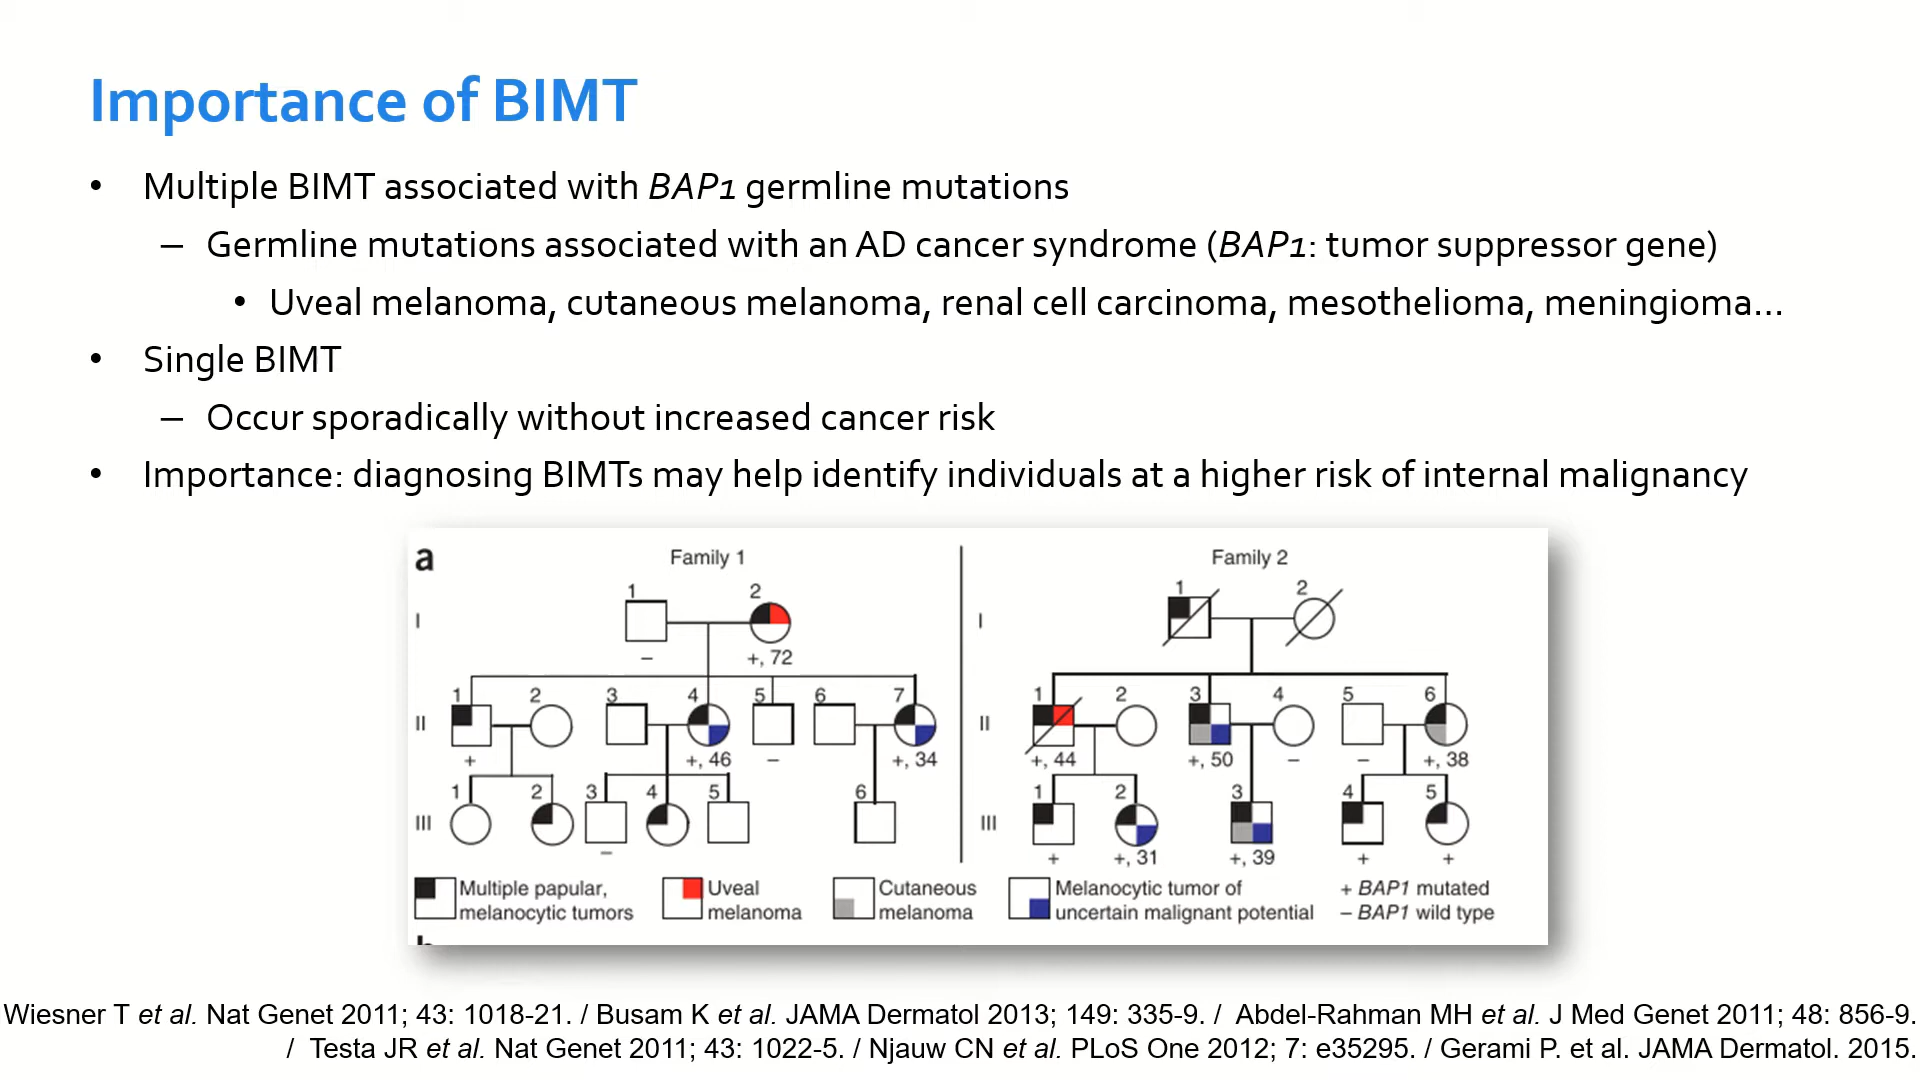 Importance of BIMT
• Multiple BIMT associated with BAP1 germline mutations
– Germline mutations associated with an AD cancer syndrome (BAP1: tumor suppressor gene)
• Uveal melanoma, cutaneous melanoma, renal cell carcinoma, mesothelioma, meningioma...
• Single BIMT
– Occur sporadically without increased cancer risk
• Importance: diagnosing BIMTs may help identify individuals at a higher risk of internal malignancy
a
Family 1
1 2
I
– +, 72
1 2 3 4 5 6 7
II
+ +, 46 – +, 34
1 2 3 4 5 6
III
–
Family 2
1 2
I
1 2 3 4 5 6
II
+, 44 +, 50 – – +, 38
1 2 3 4 5
III
+ +, 31 +, 39 + +
Multiple papular,
melanocytic tumors
Uveal
melanoma
Cutaneous
melanoma
Melanocytic tumor of
uncertain malignant potential
+ BAP1 mutated
– BAP1 wild type
Wiesner T et al. Nat Genet 2011; 43: 1018-21. / Busam K et al. JAMA Dermatol 2013; 149: 335-9. / Abdel-Rahman MH et al. J Med Genet 2011; 48: 856-9.
/ Testa JR et al. Nat Genet 2011; 43: 1022-5. / Njauw CN et al. PLoS One 2012; 7: e35295. / Gerami P. et al. JAMA Dermatol. 2015.